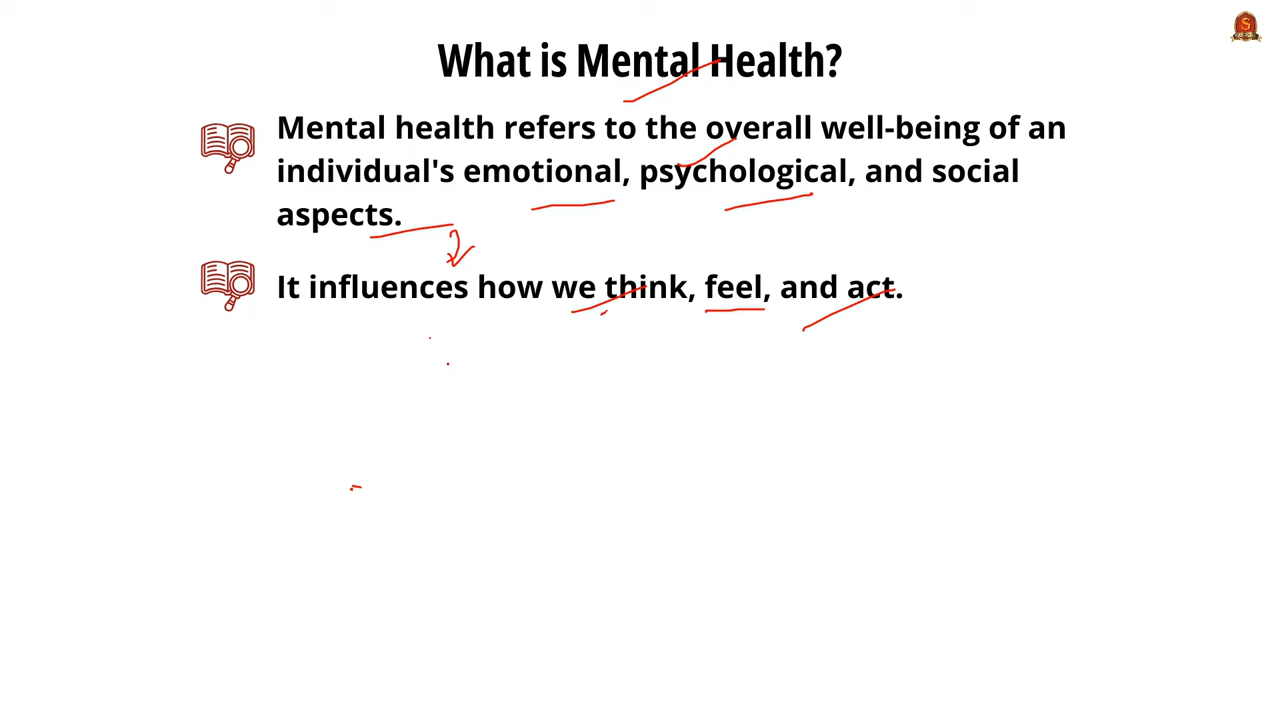 What is Mental Health?
Mental health refers to the overall well-being of an
individual's emotional, psychological, and social
aspects.
It influences how we think, feel, and act.
S